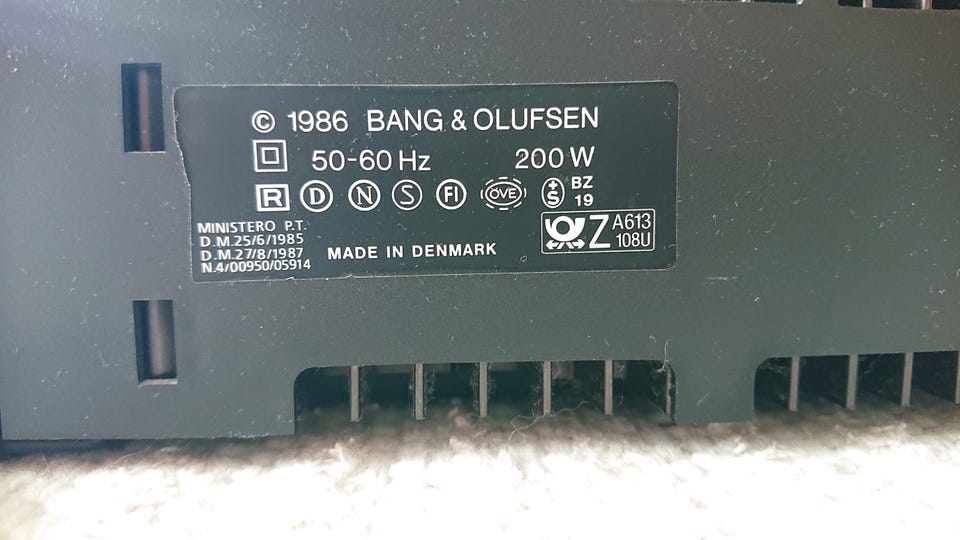 © 1986 BANG & OLUFSEN
50-60 Hz 200 W
R D N S FI ÖVE +S BZ 19
MINISTERO P.T.
D.M.25/6/1985
D.M.27/8/1987
N.4/00950/05914
MADE IN DENMARK
Z A613 108U